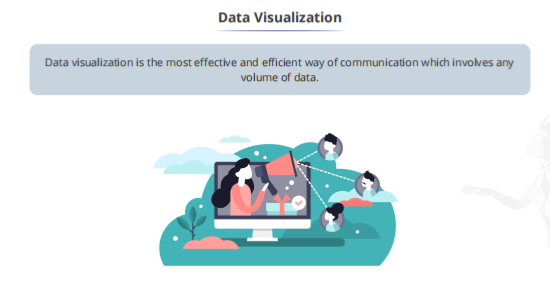 Data Visualization
Data visualization is the most effective and efficient way of communication which involves any
volume of data.